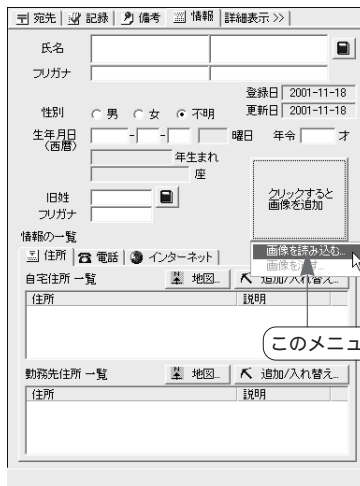 宛先 記録 備考 情報 詳細表示 >>
氏名
フリガナ
登録日 2001-11-18
性別 男 女 不明 更新日 2001-11-18
生年月日 - - 曜日 年令 才
(西暦)
年生まれ
座
旧姓
フリガナ
クリックすると
画像を追加
情報の一覧
画像を読み込む...
住所 電話 インターネット
自宅住所一覧 地図... 追加/入れ替え...
住所 説明
このメニュ
勤務先住所一覧 地図... 追加/入れ替え...
住所 説明